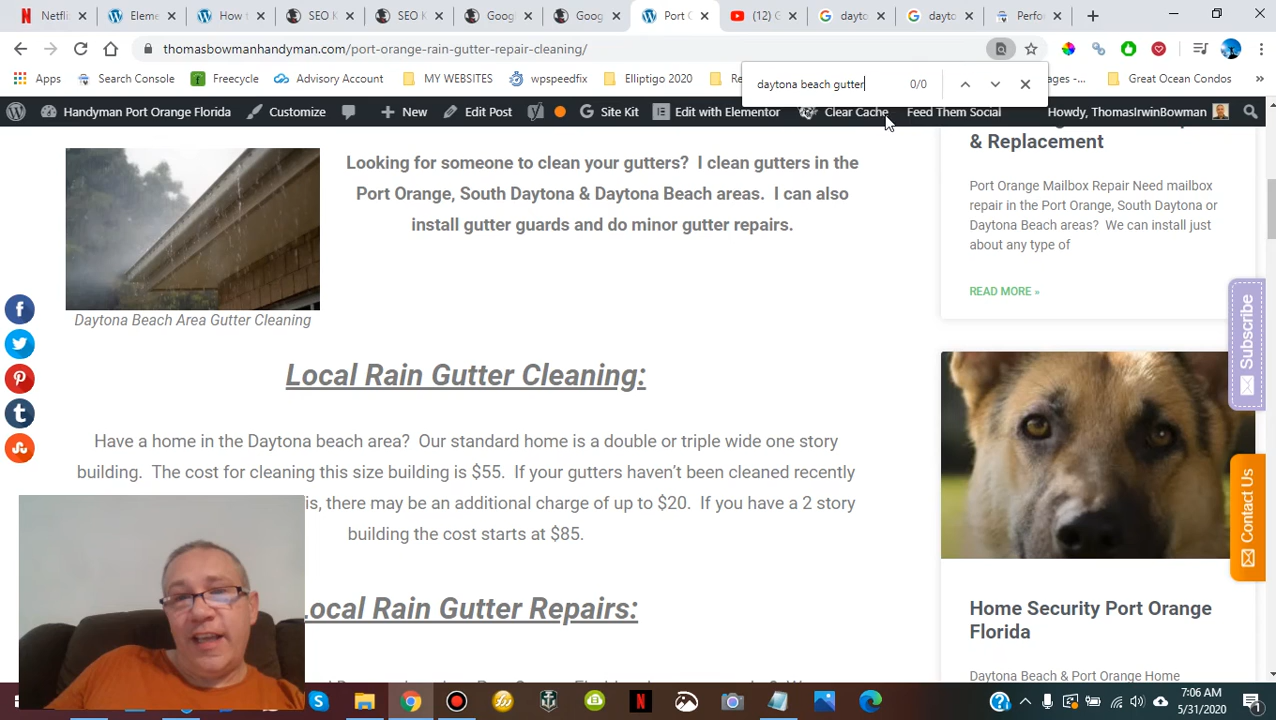 Netfli
Eleme
How t
SEO K
SEO K
Googl
Googl
Port O
(12) G
dayto
dayto
Perfo
thomasbowmanhandyman.com/port-orange-rain-gutter-repair-cleaning/
Apps
Search Console
Freecycle
Advisory Account
MY WEBSITES
wpspeedfix
Elliptigo 2020
Great Ocean Condos
daytona beach gutter
0/0
Handyman Port Orange Florida
Customize
New
Edit Post
Site Kit
Edit with Elementor
Clear Cache
Feed Them Social
Howdy, ThomasIrwinBowman
Looking for someone to clean your gutters? I clean gutters in the
Port Orange, South Daytona & Daytona Beach areas. I can also
install gutter guards and do minor gutter repairs.
Daytona Beach Area Gutter Cleaning
Local Rain Gutter Cleaning:
Have a home in the Daytona beach area? Our standard home is a double or triple wide one story
building. The cost for cleaning this size building is $55. If your gutters haven't been cleaned recently
is, there may be an additional charge of up to $20. If you have a 2 story
building the cost starts at $85.
Local Rain Gutter Repairs:
& Replacement
Port Orange Mailbox Repair Need mailbox
repair in the Port Orange, South Daytona or
Daytona Beach areas? We can install just
about any type of
READ MORE »
Home Security Port Orange
Florida
Daytona Beach & Port Orange Home
Subscribe
Contact Us
7:06 AM
5/31/2020